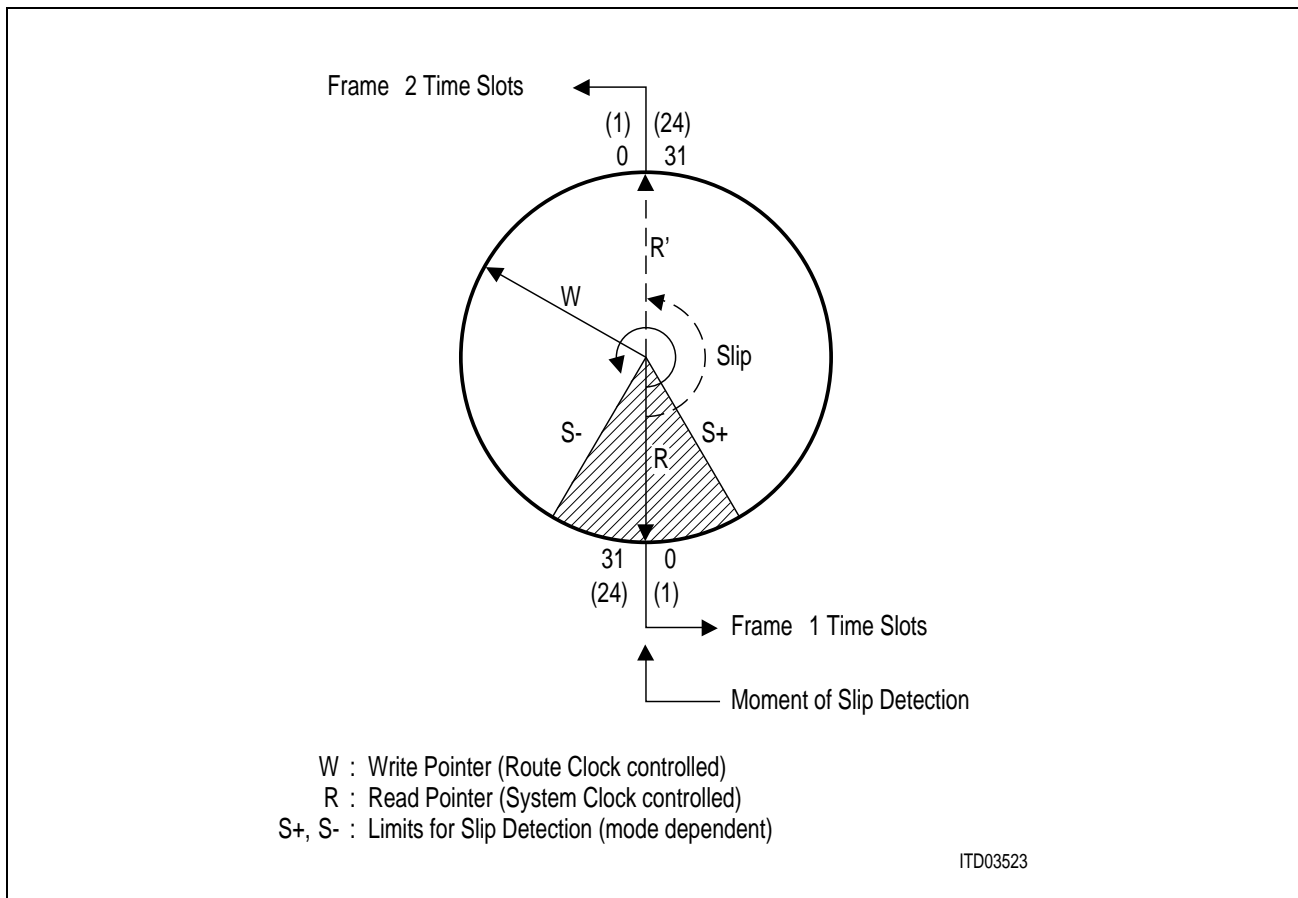 Frame 2 Time Slots
(1) (24)
0 31
R’
W
Slip
S- S+
R
31 0
(24) (1)
Frame 1 Time Slots
Moment of Slip Detection
W : Write Pointer (Route Clock controlled)
R : Read Pointer (System Clock controlled)
S+, S- : Limits for Slip Detection (mode dependent)
ITD03523